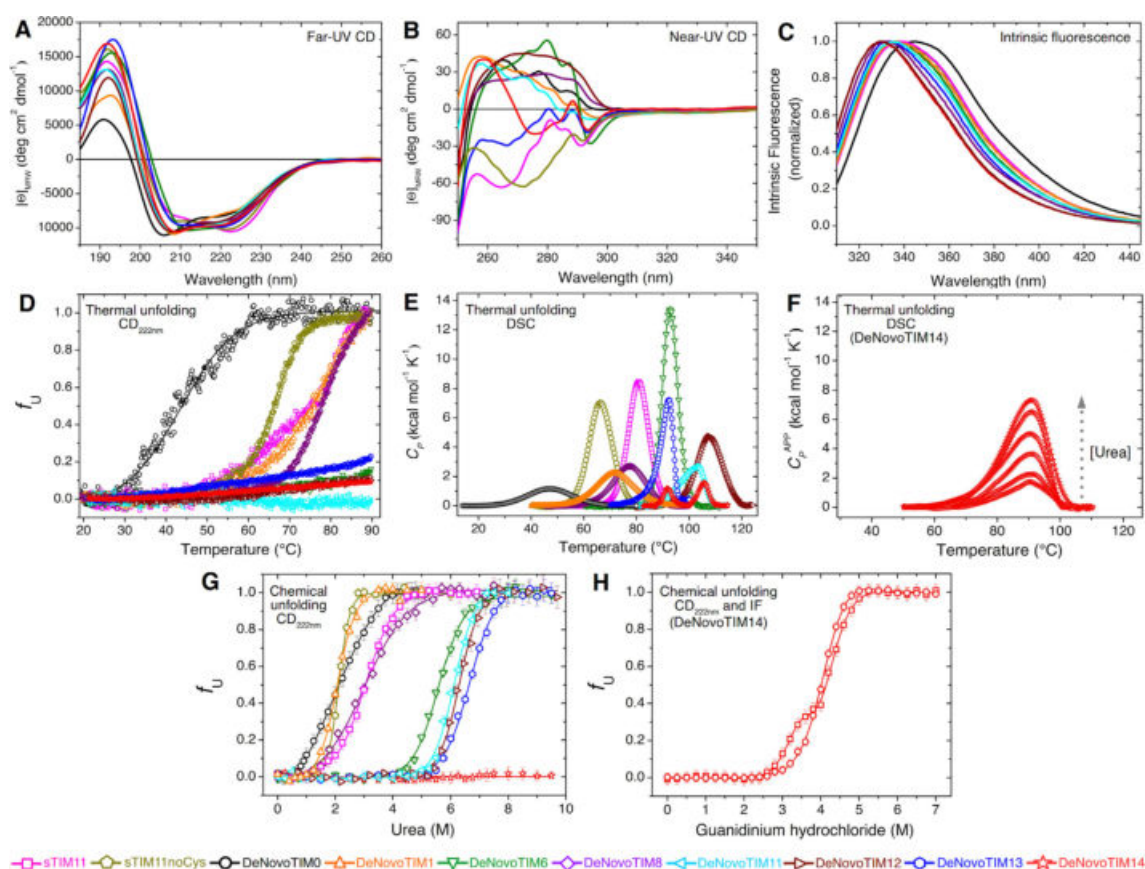 A
Far-UV CD
20000
15000
10000
5000
0
5000
10000
[Θ]MRW (deg cm² dmol⁻¹)
190 200 210 220 230 240 250 260
Wavelength (nm)
B
Near-UV CD
60
30
0
-30
-60
-90
[Θ]MRW (deg cm² dmol⁻¹)
260 280 300 320 340
Wavelength (nm)
C
Intrinsic fluorescence
1.0
0.8
0.6
0.4
0.2
0.0
Intrinsic Fluorescence
(normalized)
320 340 360 380 400 420 440
Wavelength (nm)
D
Thermal unfolding
CD222nm
1.0
0.8
0.6
0.4
0.2
0.0
fU
20 30 40 50 60 70 80 90
Temperature (°C)
E
Thermal unfolding
DSC
14
12
10
8
6
4
2
0
CP (kcal mol⁻¹ K⁻¹)
20 40 60 80 100 120
Temperature (°C)
F
Thermal unfolding
DSC
(DeNovoTIM14)
14
12
10
8
6
4
2
0
CP APP (kcal mol⁻¹ K⁻¹)
[Urea]
40 60 80 100 120
Temperature (°C)
G
Chemical
unfolding
CD222nm
1.0
0.8
0.6
0.4
0.2
0.0
fU
0 2 4 6 8 10
Urea (M)
H
Chemical unfolding
CD222nm and IF
(DeNovoTIM14)
1.0
0.8
0.6
0.4
0.2
0.0
fU
0 1 2 3 4 5 6 7
Guanidinium hydrochloride (M)
sTIM11 sTIM11noCys DeNovoTIM0 DeNovoTIM1 DeNovoTIM6 DeNovoTIM8 DeNovoTIM11 DeNovoTIM12 DeNovoTIM13 DeNovoTIM14